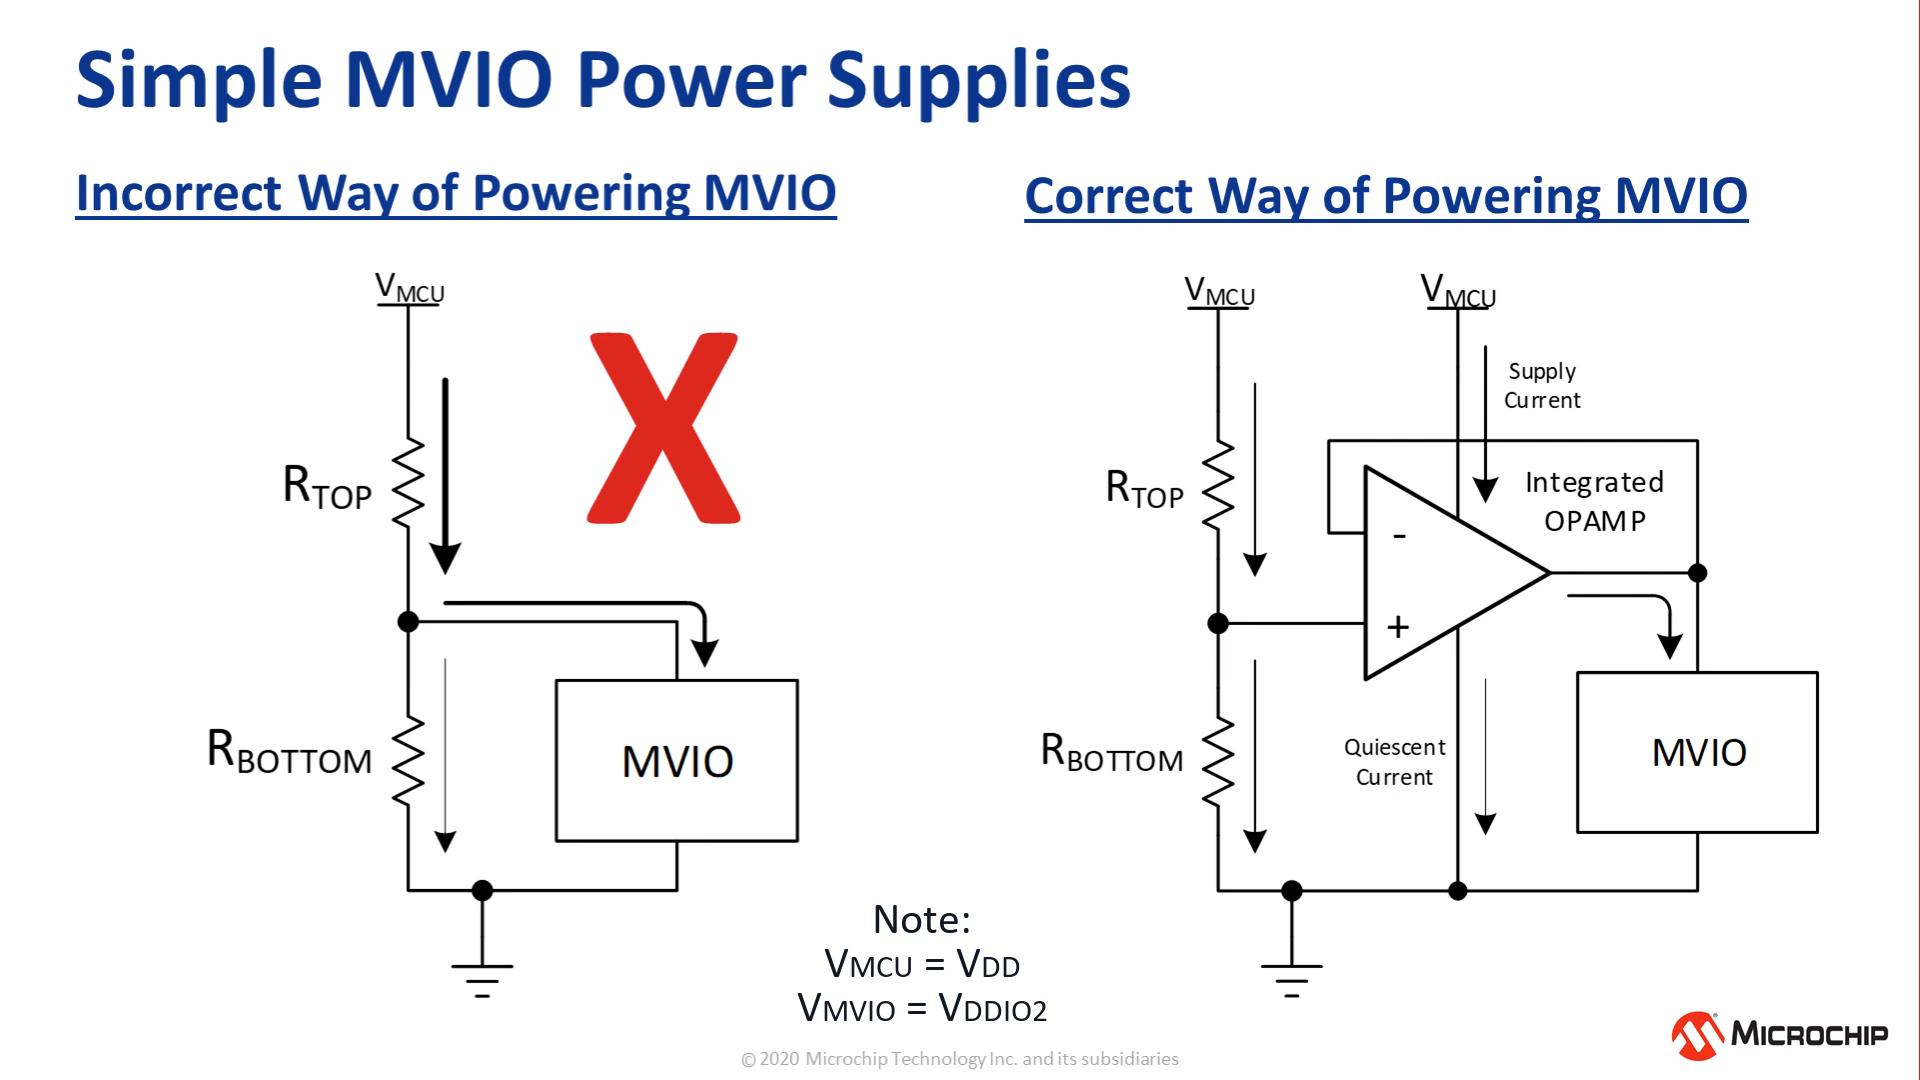 Simple MVIO Power Supplies
Incorrect Way of Powering MVIO
VMCU
X
RTOP
RBOTTOM
MVIO
Correct Way of Powering MVIO
VMCU
VMCU
Supply
Current
RTOP
Integrated
OPAMP
-
+
RBOTTOM
Quiescent
Current
MVIO
Note:
VMCU = VDD
VMVIO = VDDIO2
© 2020 Microchip Technology Inc. and its subsidiaries
MICROCHIP